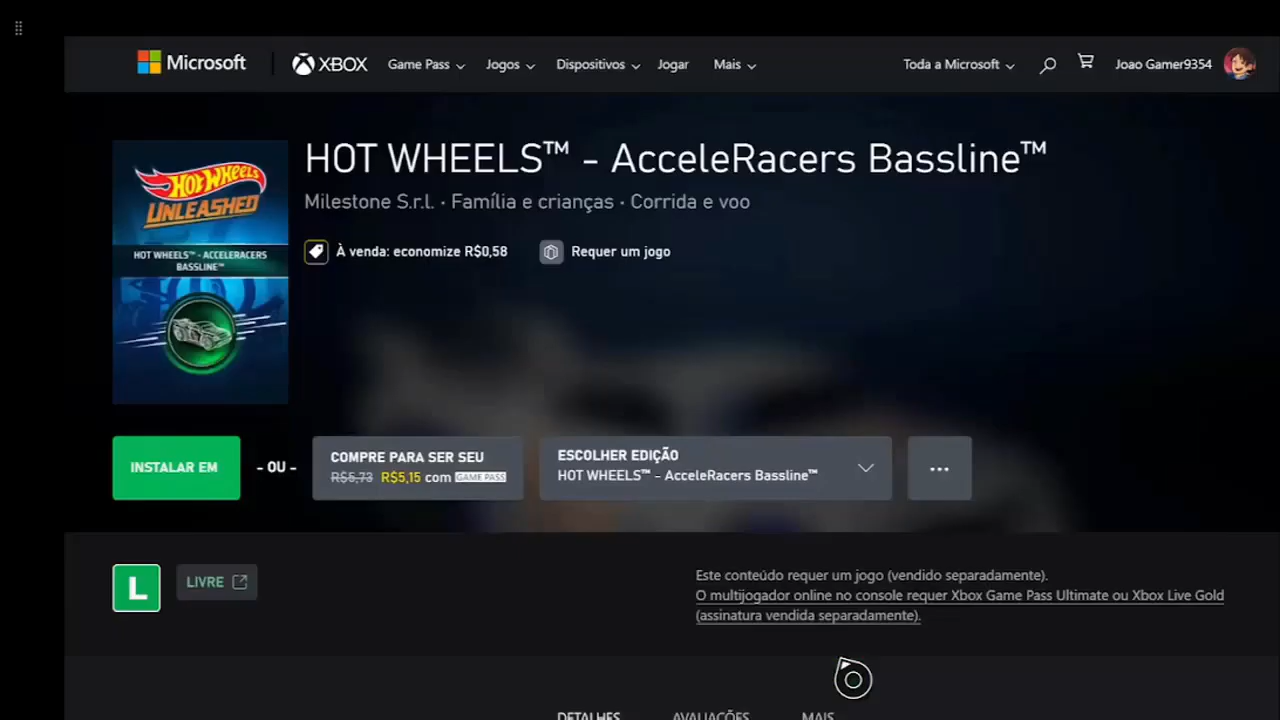 Microsoft
XBOX
Game Pass
Jogos
Dispositivos
Jogar
Mais
Toda a Microsoft
Joao Gamer9354
HOT WHEELS
UNLEASHED
HOT WHEELS™ - ACCELERACERS
BASSLINE™
HOT WHEELS™ - AcceleRacers Bassline™
Milestone S.r.l. · Família e crianças · Corrida e voo
À venda: economize R$0,58
Requer um jogo
INSTALAR EM
- OU -
COMPRE PARA SER SEU
R$5,73 R$5,15 com GAME PASS
ESCOLHER EDIÇÃO
HOT WHEELS™ - AcceleRacers Bassline™
L
LIVRE
Este conteúdo requer um jogo (vendido separadamente).
O multijogador online no console requer Xbox Game Pass Ultimate ou Xbox Live Gold
(assinatura vendida separadamente).
DETALHES
AVALIAÇÕES
MAIS